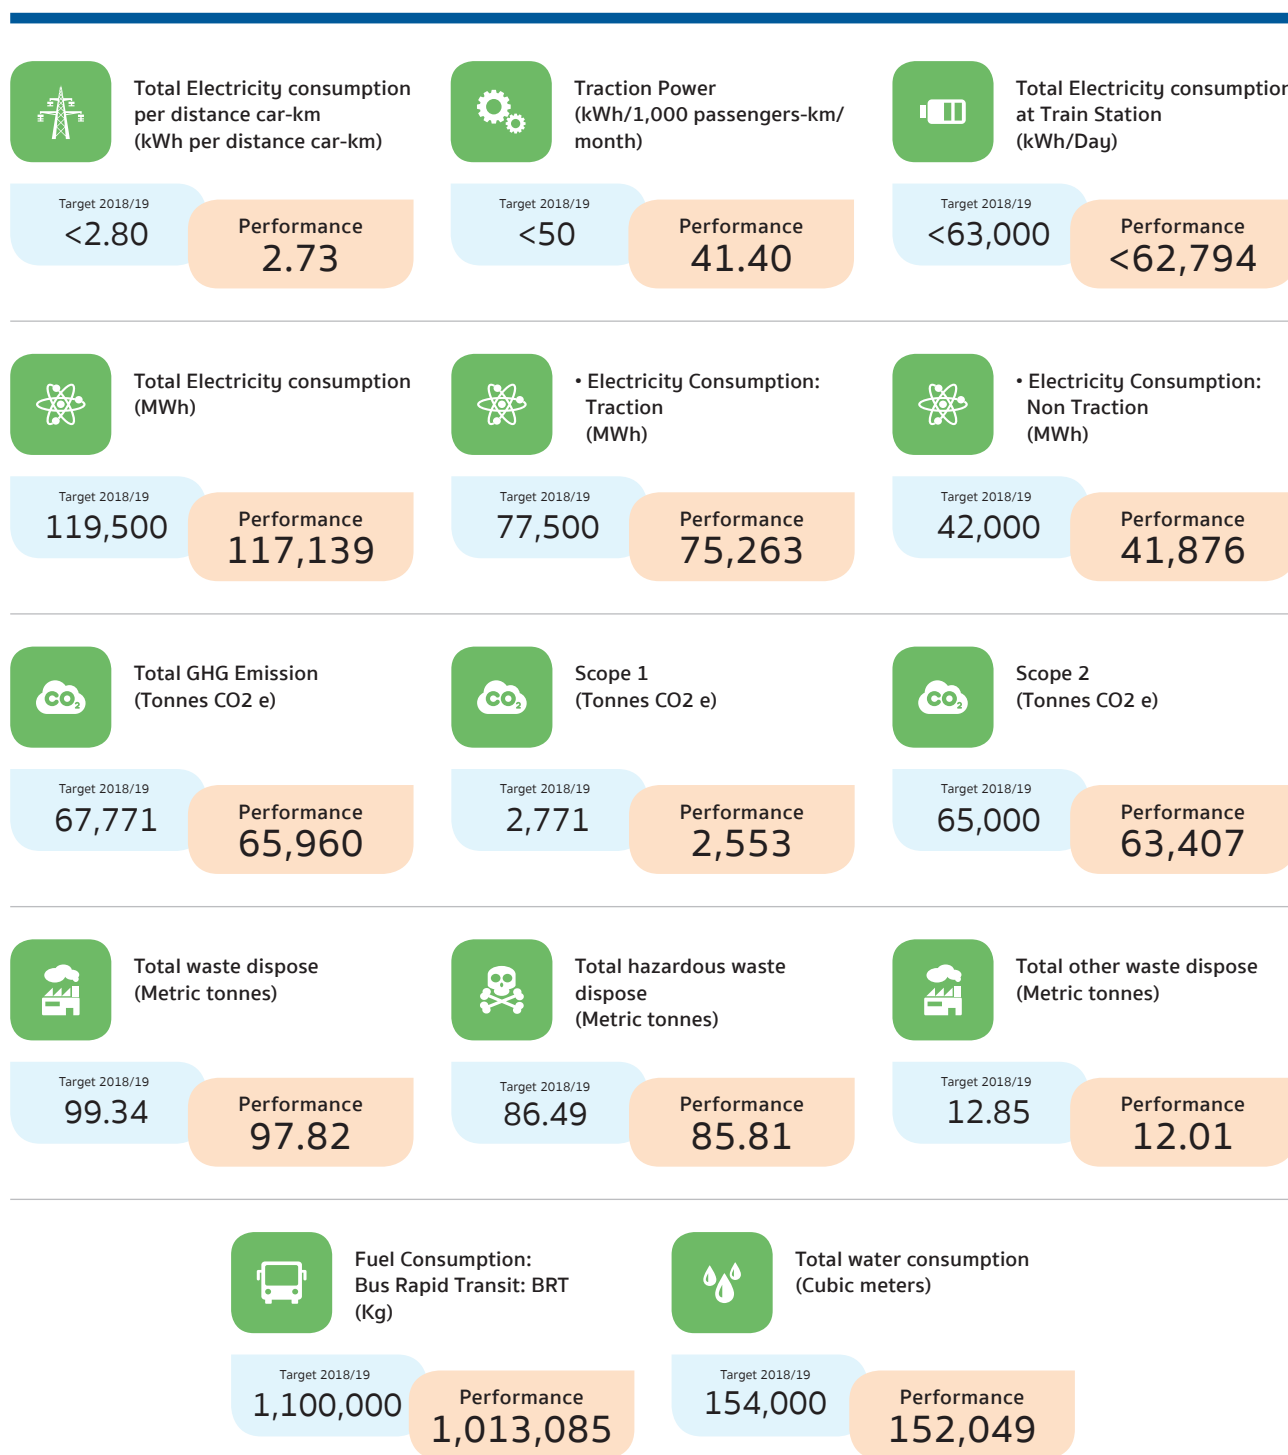 Total Electricity consumption
per distance car-km
(kWh per distance car-km)
Target 2018/19
<2.80
Performance
2.73
Traction Power
(kWh/1,000 passengers-km/
month)
Target 2018/19
<50
Performance
41.40
Total Electricity consumption
at Train Station
(kWh/Day)
Target 2018/19
<63,000
Performance
<62,794
Total Electricity consumption
(MWh)
Target 2018/19
119,500
Performance
117,139
• Electricity Consumption:
Traction
(MWh)
Target 2018/19
77,500
Performance
75,263
• Electricity Consumption:
Non Traction
(MWh)
Target 2018/19
42,000
Performance
41,876
CO2
Total GHG Emission
(Tonnes CO2 e)
Target 2018/19
67,771
Performance
65,960
CO2
Scope 1
(Tonnes CO2 e)
Target 2018/19
2,771
Performance
2,553
CO2
Scope 2
(Tonnes CO2 e)
Target 2018/19
65,000
Performance
63,407
Total waste dispose
(Metric tonnes)
Target 2018/19
99.34
Performance
97.82
Total hazardous waste
dispose
(Metric tonnes)
Target 2018/19
86.49
Performance
85.81
Total other waste dispose
(Metric tonnes)
Target 2018/19
12.85
Performance
12.01
Fuel Consumption:
Bus Rapid Transit: BRT
(Kg)
Target 2018/19
1,100,000
Performance
1,013,085
Total water consumption
(Cubic meters)
Target 2018/19
154,000
Performance
152,049